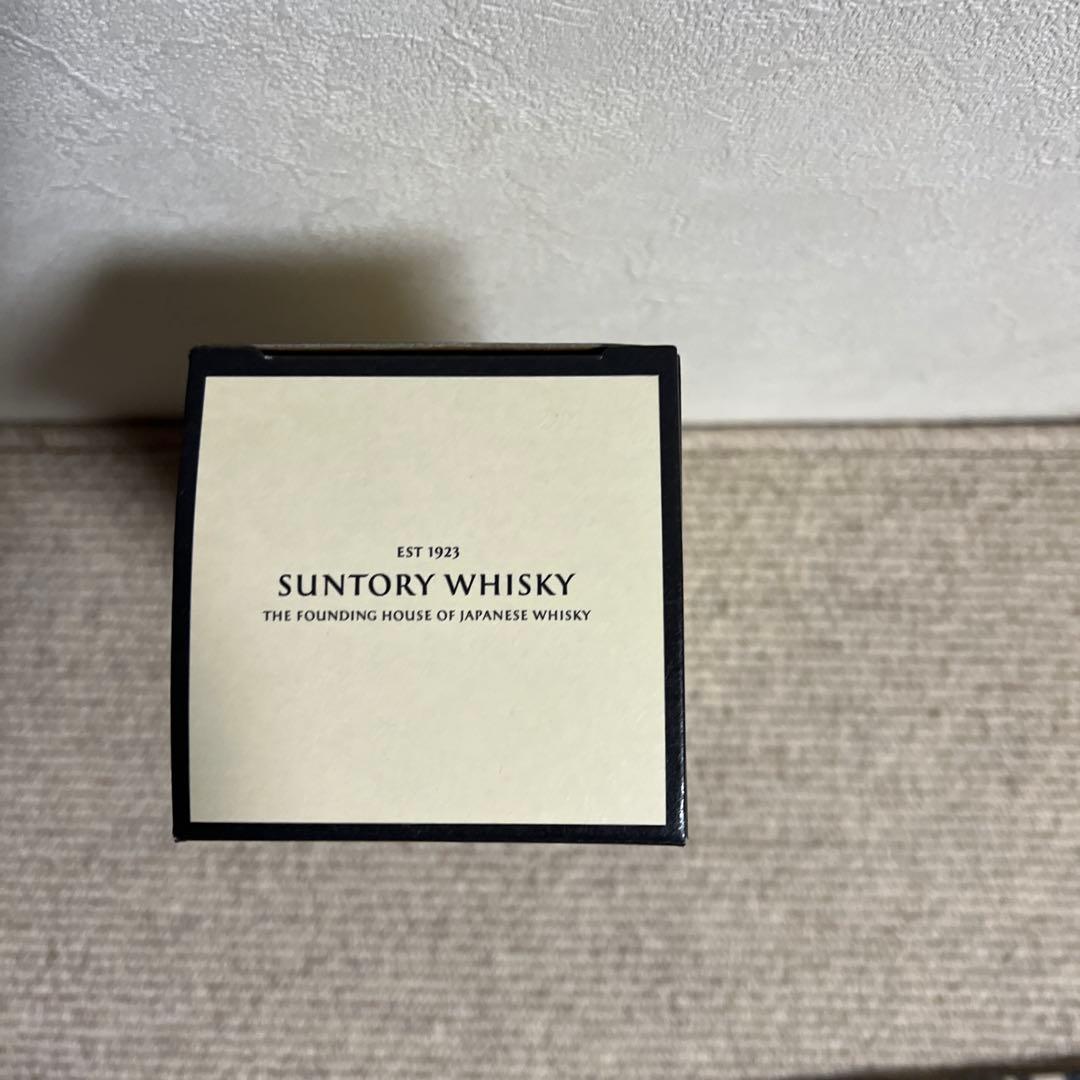 EST 1923
SUNTORY WHISKY
THE FOUNDING HOUSE OF JAPANESE WHISKY